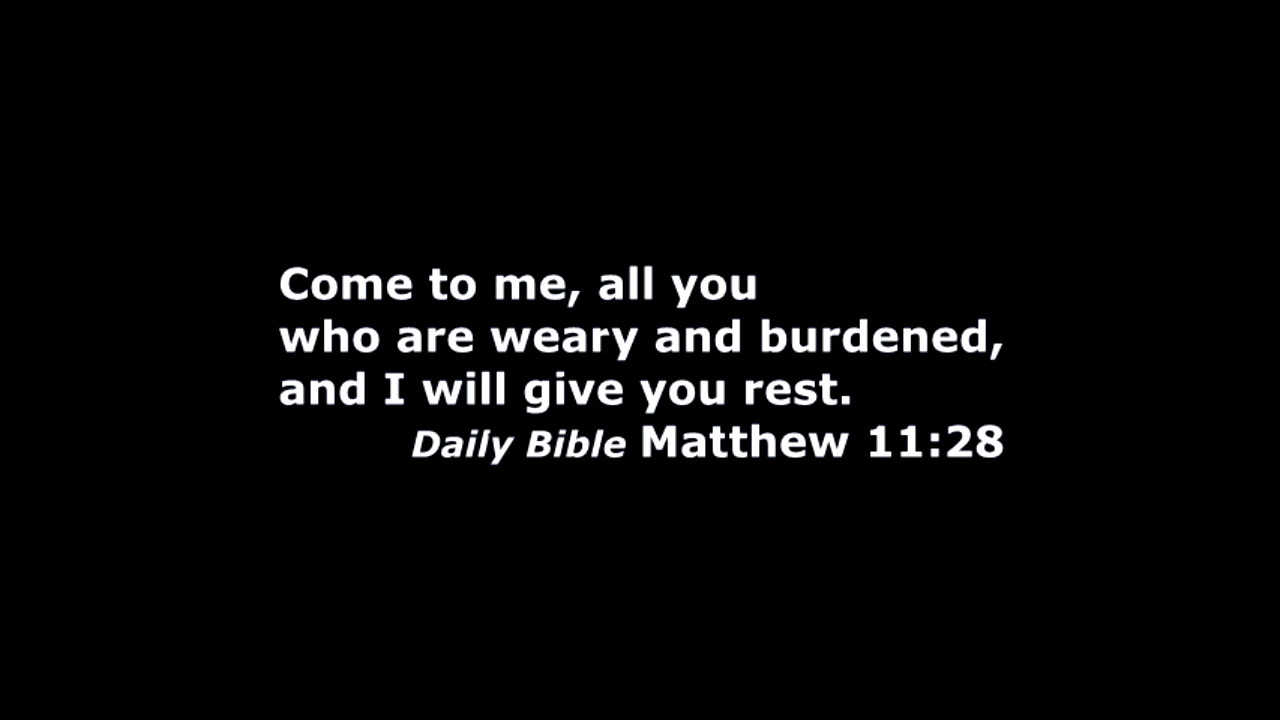 Come to me, all you
who are weary and burdened,
and I will give you rest.
Daily Bible Matthew 11:28